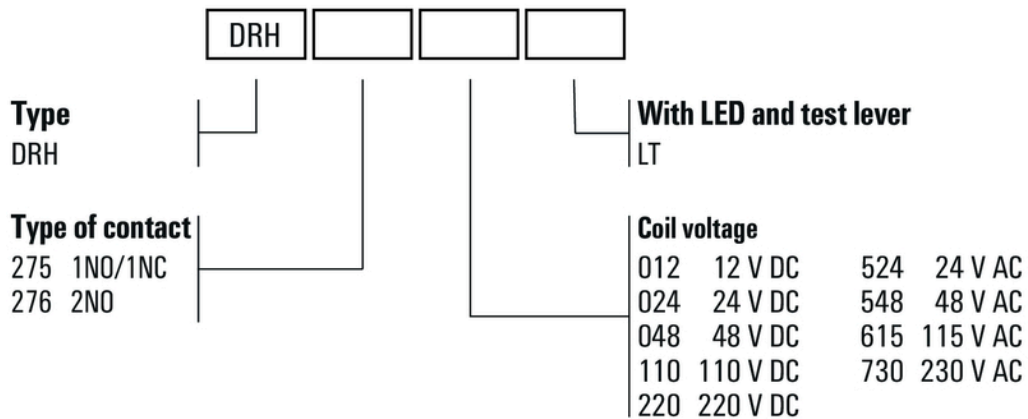 DRH
Type
DRH
With LED and test lever
LT
Type of contact
275 1NO/1NC
276 2NO
Coil voltage
012 12 V DC 524 24 V AC
024 24 V DC 548 48 V AC
048 48 V DC 615 115 V AC
110 110 V DC 730 230 V AC
220 220 V DC